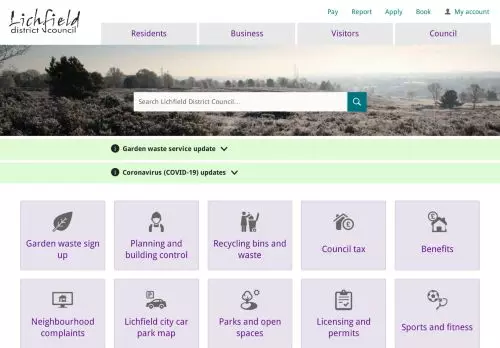 Lichfield
district council
Pay Report Apply Book My account
Residents Business Visitors Council
Search Lichfield District Council...
Garden waste service update
Coronavirus (COVID-19) updates
Garden waste sign
up
Planning and
building control
Recycling bins and
waste
Council tax
Benefits
Neighbourhood
complaints
Lichfield city car
park map
Parks and open
spaces
Licensing and
permits
Sports and fitness